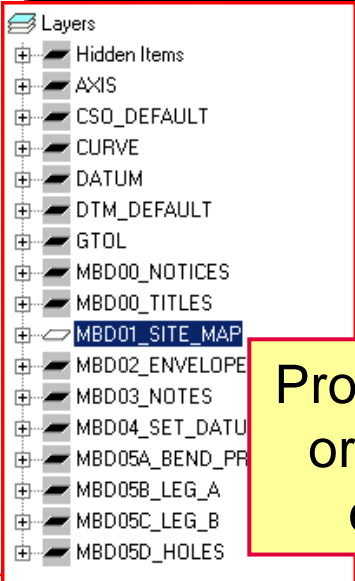 Layers
Hidden Items
AXIS
CSO_DEFAULT
CURVE
DATUM
DTM_DEFAULT
GTOL
MBD00_NOTICES
MBD00_TITLES
MBD01_SITE_MAP
MBD02_ENVELOPE
MBD03_NOTES
MBD04_SET_DATU
MBD05A_BEND_PR
MBD05B_LEG_A
MBD05C_LEG_B
MBD05D_HOLES
Pro
or